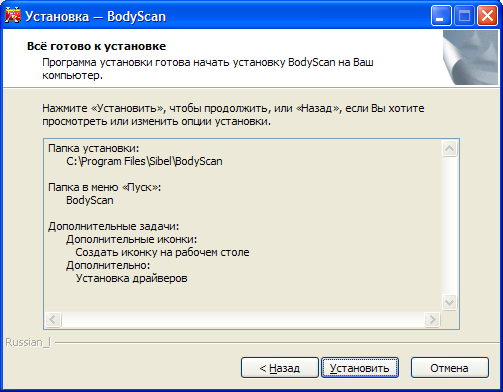 Установка — BodyScan
Всё готово к установке
Программа установки готова начать установку BodyScan на Ваш
компьютер.
Нажмите «Установить», чтобы продолжить, или «Назад», если Вы хотите
просмотреть или изменить опции установки.
Папка установки:
C:\Program Files\Sibel\BodyScan
Папка в меню «Пуск»:
BodyScan
Дополнительные задачи:
Дополнительные иконки:
Создать иконку на рабочем столе
Дополнительно:
Установка драйверов
Russian_I
< Назад
Установить
Отмена